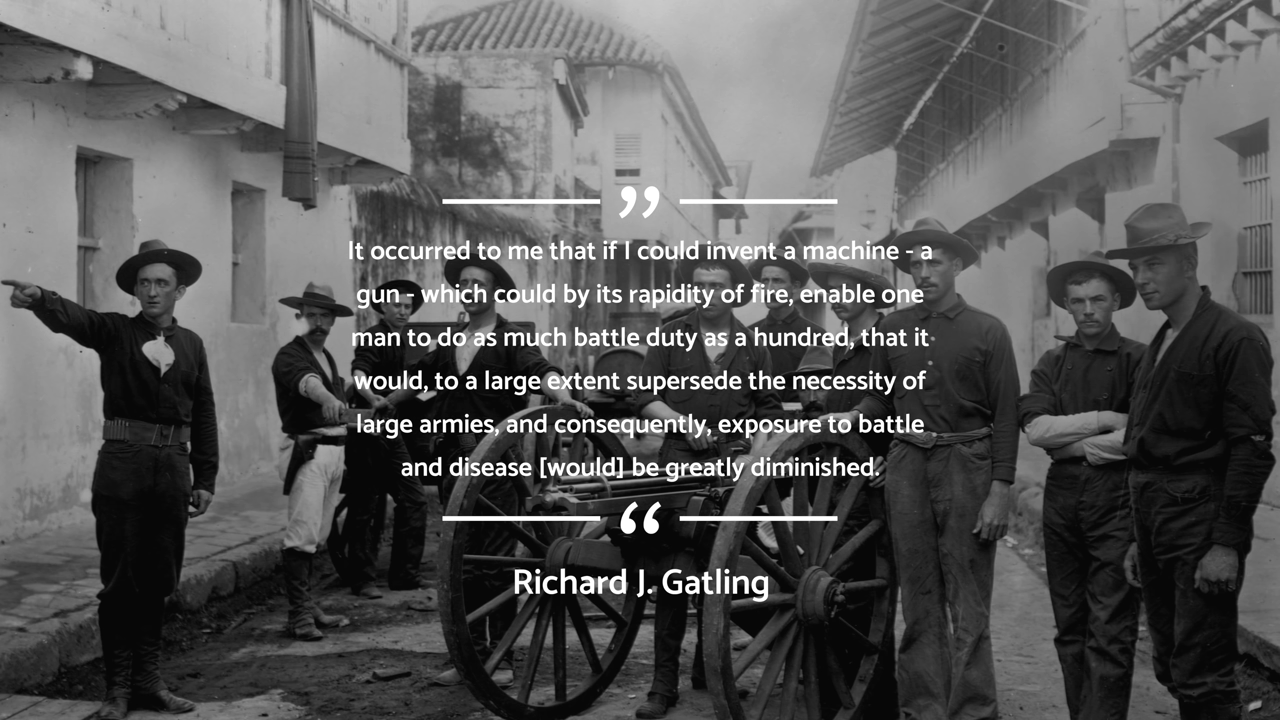 ”
It occurred to me that if I could invent a machine - a
gun - which could by its rapidity of fire, enable one
man to do as much battle duty as a hundred, that it
would, to a large extent supersede the necessity of
large armies, and consequently, exposure to battle
and disease [would] be greatly diminished.
“
Richard J. Gatling